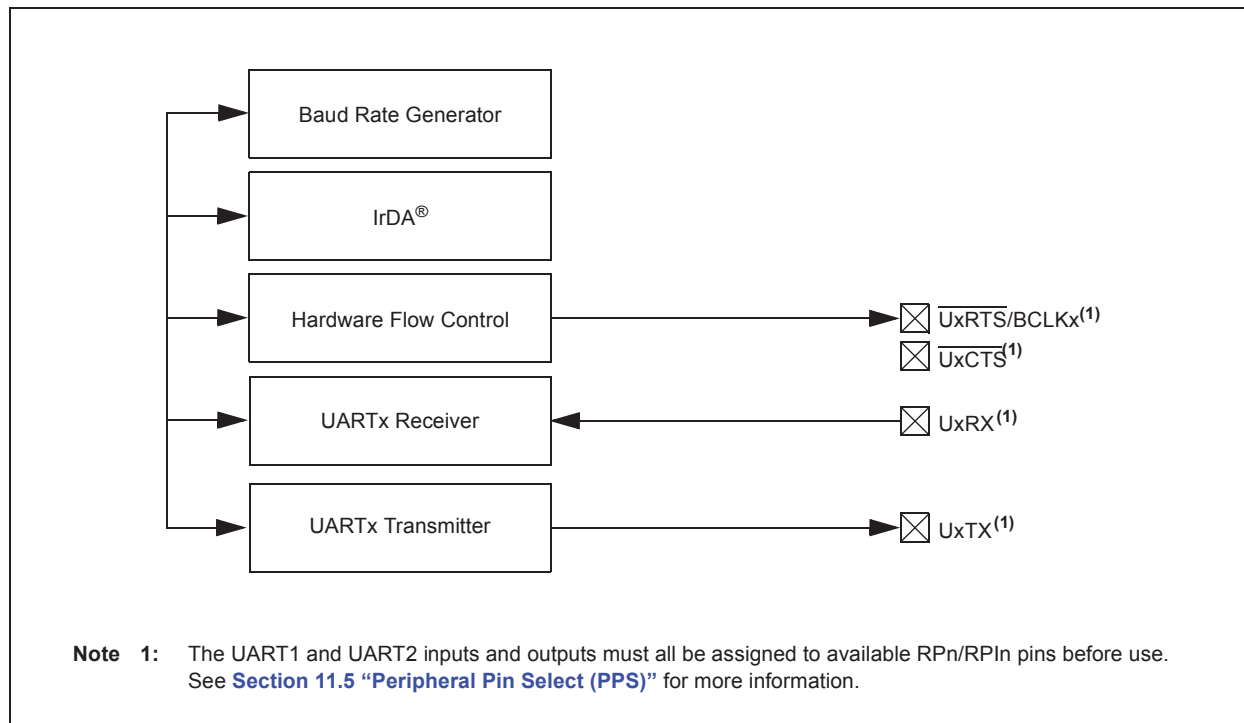 Baud Rate Generator
IrDA®
Hardware Flow Control
UxRTS/BCLKx(1)
UxCTS(1)
UARTx Receiver
UxRX(1)
UARTx Transmitter
UxTX(1)
Note 1: The UART1 and UART2 inputs and outputs must all be assigned to available RPn/RPIn pins before use.
See Section 11.5 “Peripheral Pin Select (PPS)” for more information.